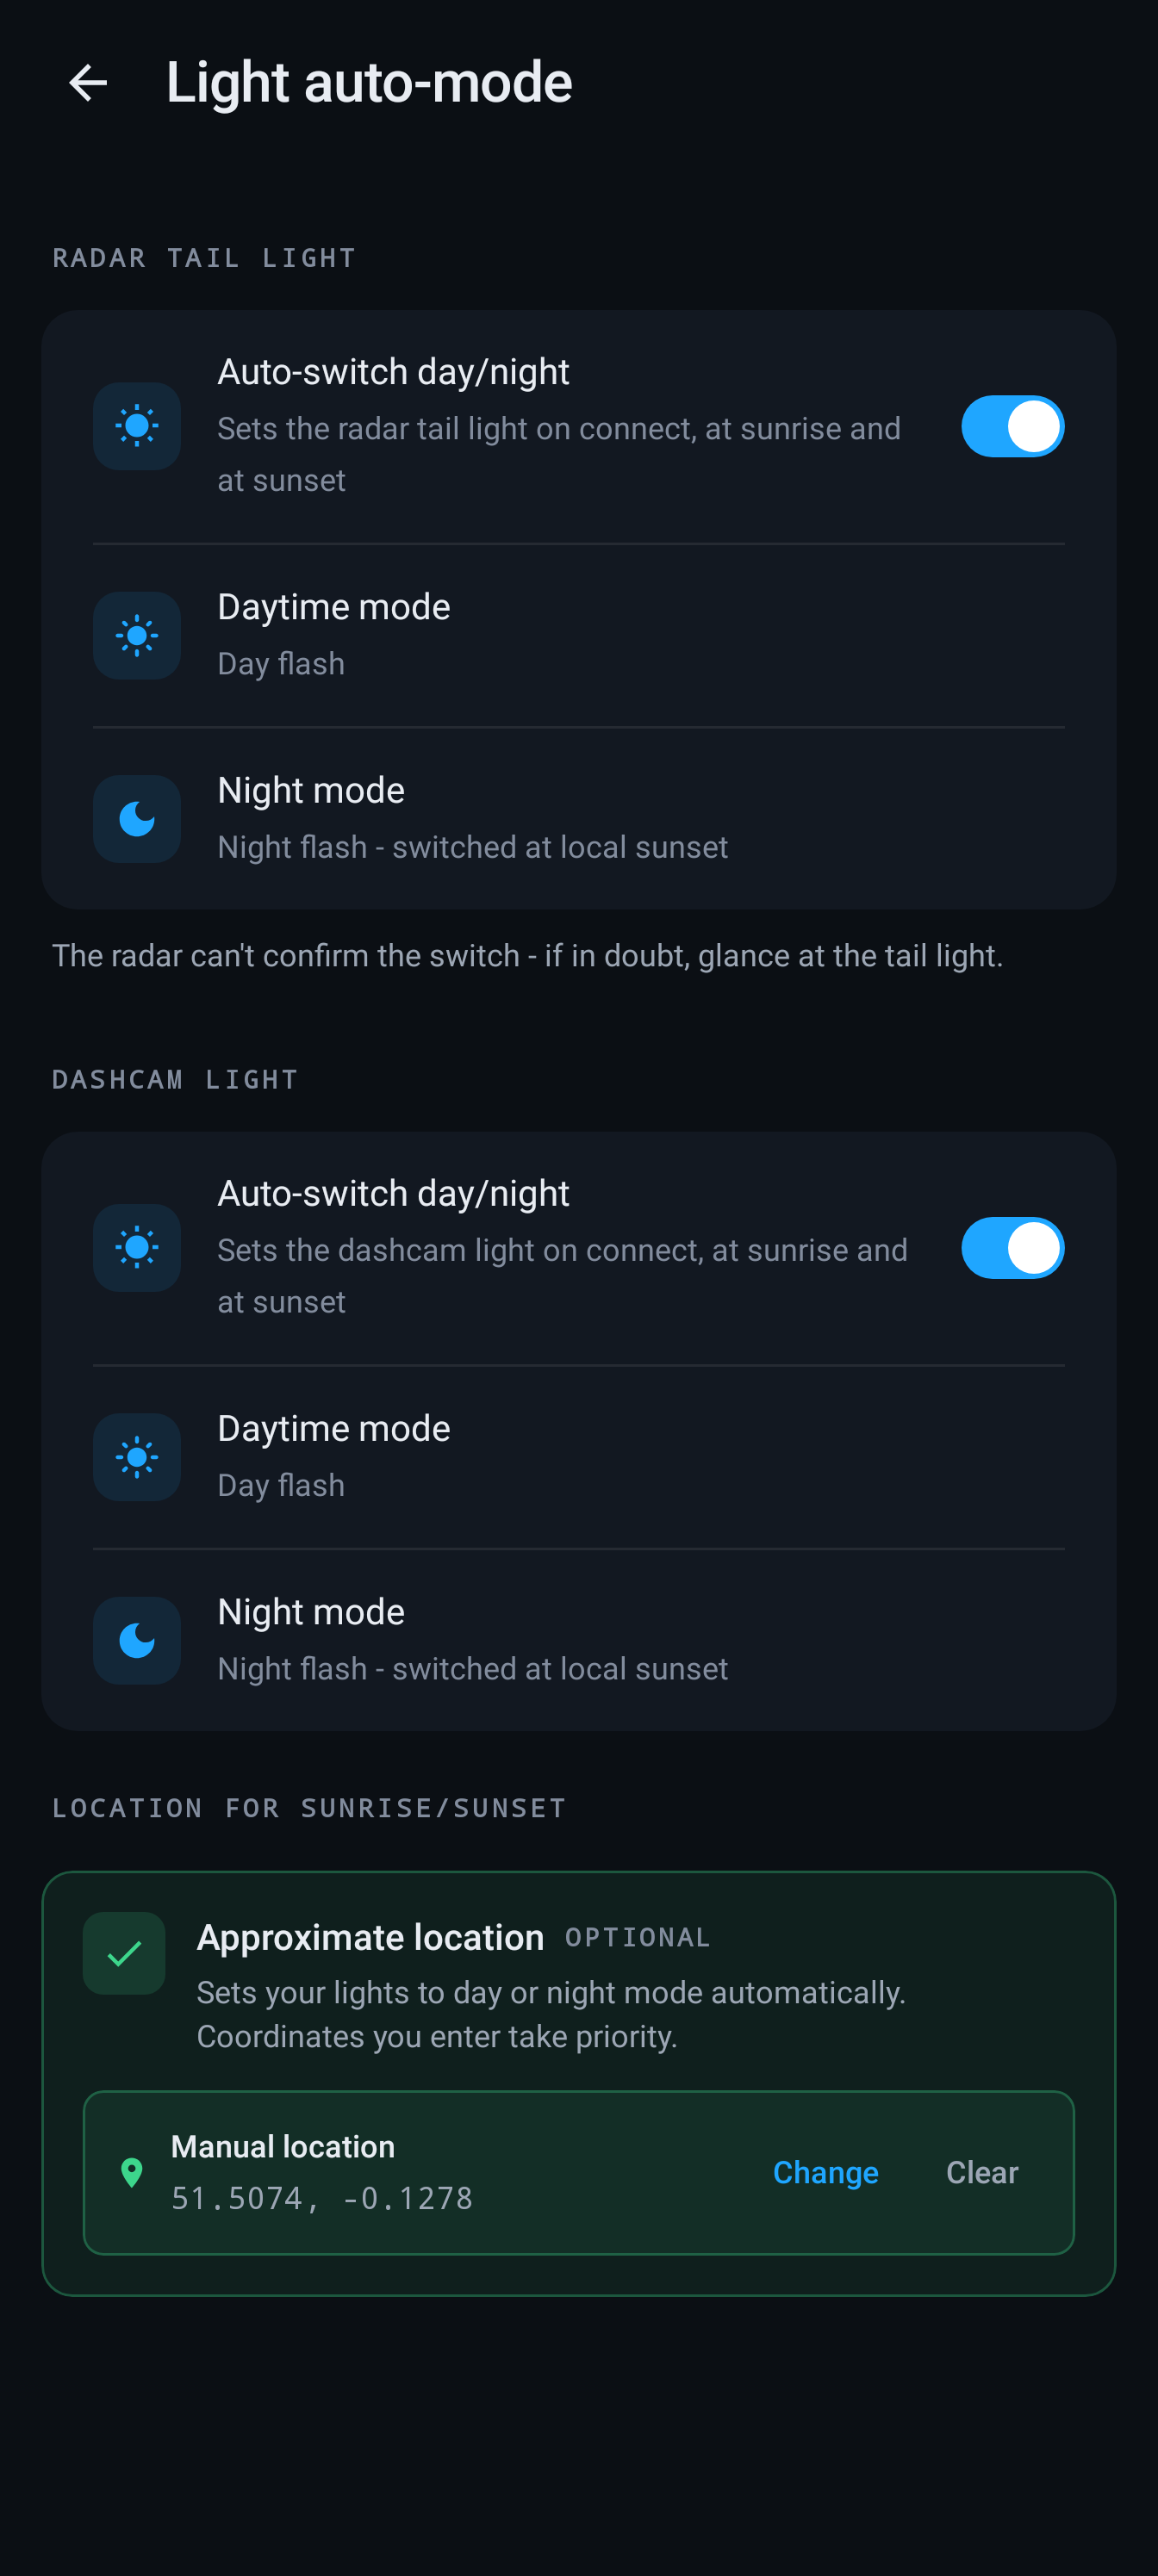 Light auto-mode
RADAR TAIL LIGHT
Auto-switch day/night
Sets the radar tail light on connect, at sunrise and
at sunset
Daytime mode
Day flash
Night mode
Night flash - switched at local sunset
The radar can't confirm the switch - if in doubt, glance at the tail light.
DASHCAM LIGHT
Auto-switch day/night
Sets the dashcam light on connect, at sunrise and
at sunset
Daytime mode
Day flash
Night mode
Night flash - switched at local sunset
LOCATION FOR SUNRISE/SUNSET
Approximate location OPTIONAL
Sets your lights to day or night mode automatically.
Coordinates you enter take priority.
Manual location
51.5074, -0.1278
Change Clear